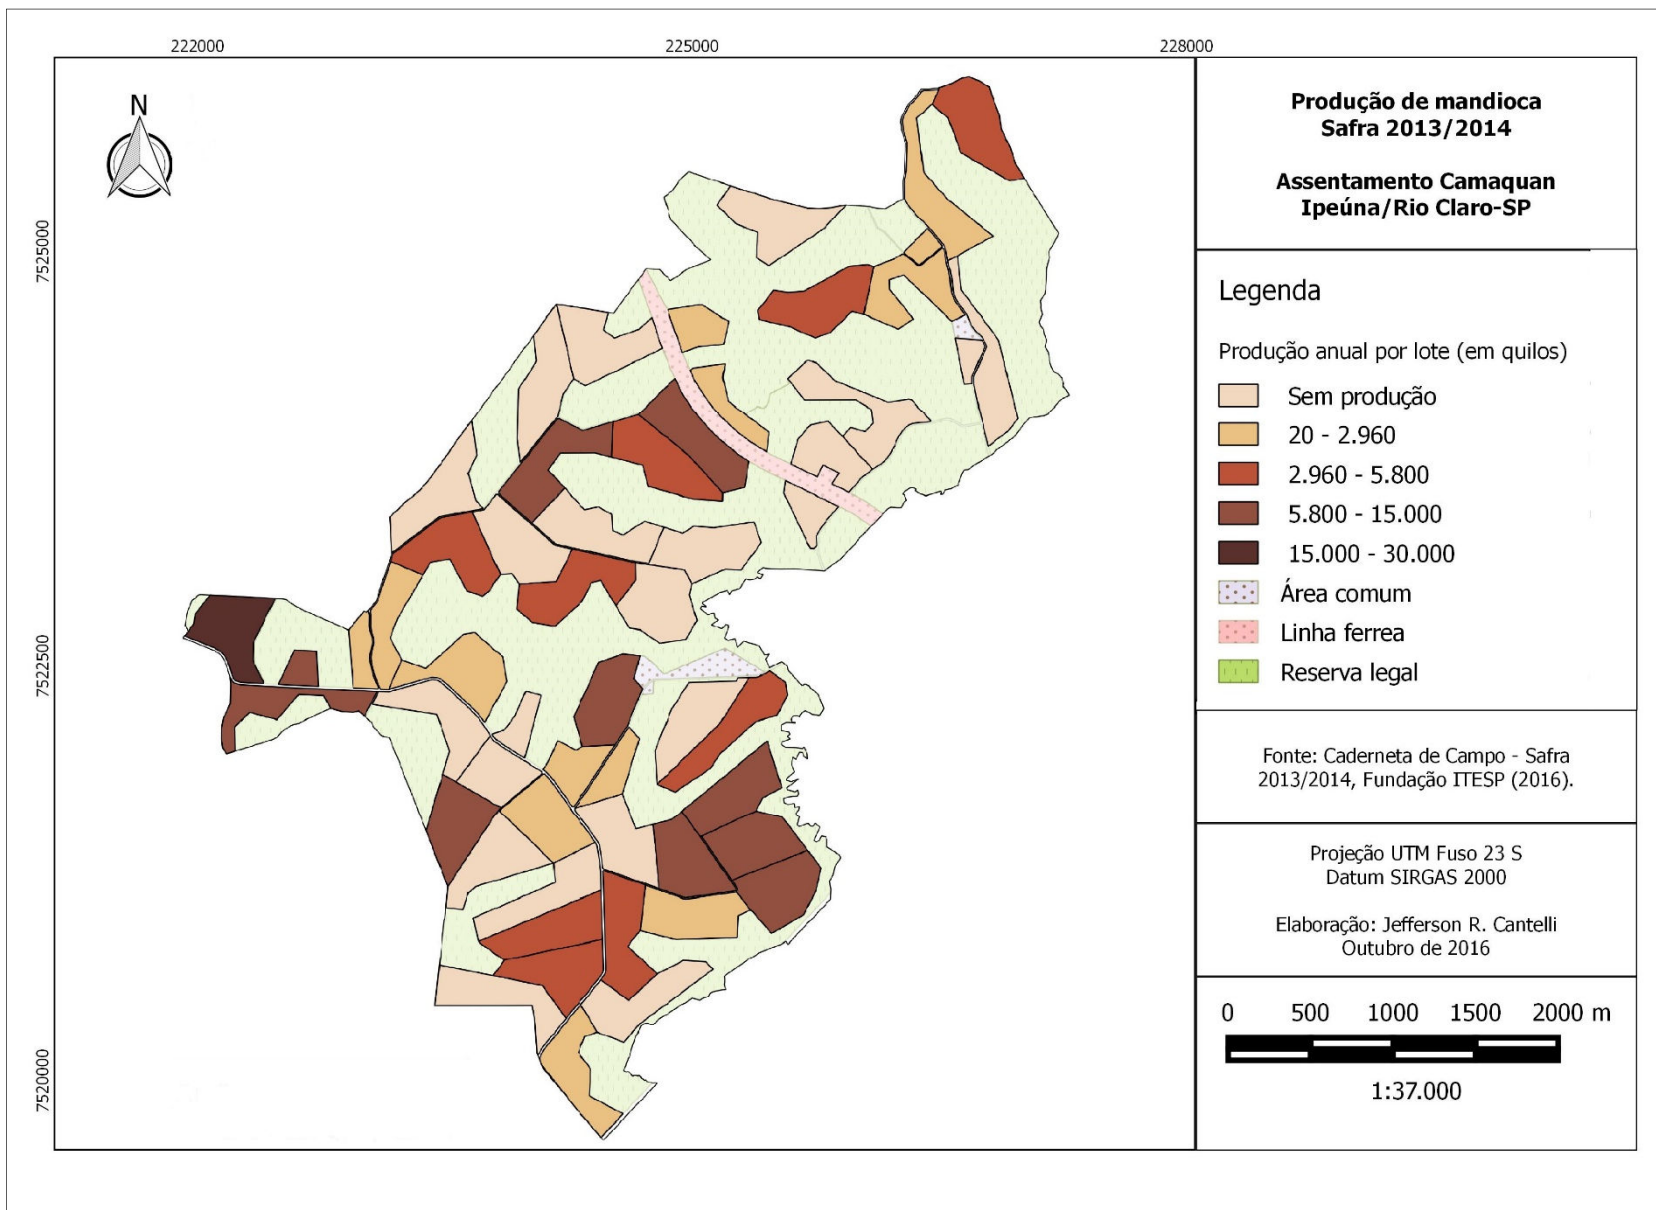 222000
225000
228000
N
7525000
7522500
7520000
Produção de mandioca
Safra 2013/2014
Assentamento Camaquan
Ipeúna/Rio Claro-SP
Legenda
Produção anual por lote (em quilos)
Sem produção
20 - 2.960
2.960 - 5.800
5.800 - 15.000
15.000 - 30.000
Área comum
Linha ferrea
Reserva legal
Fonte: Caderneta de Campo - Safra
2013/2014, Fundação ITESP (2016).
Projeção UTM Fuso 23 S
Datum SIRGAS 2000
Elaboração: Jefferson R. Cantelli
Outubro de 2016
0 500 1000 1500 2000 m
1:37.000